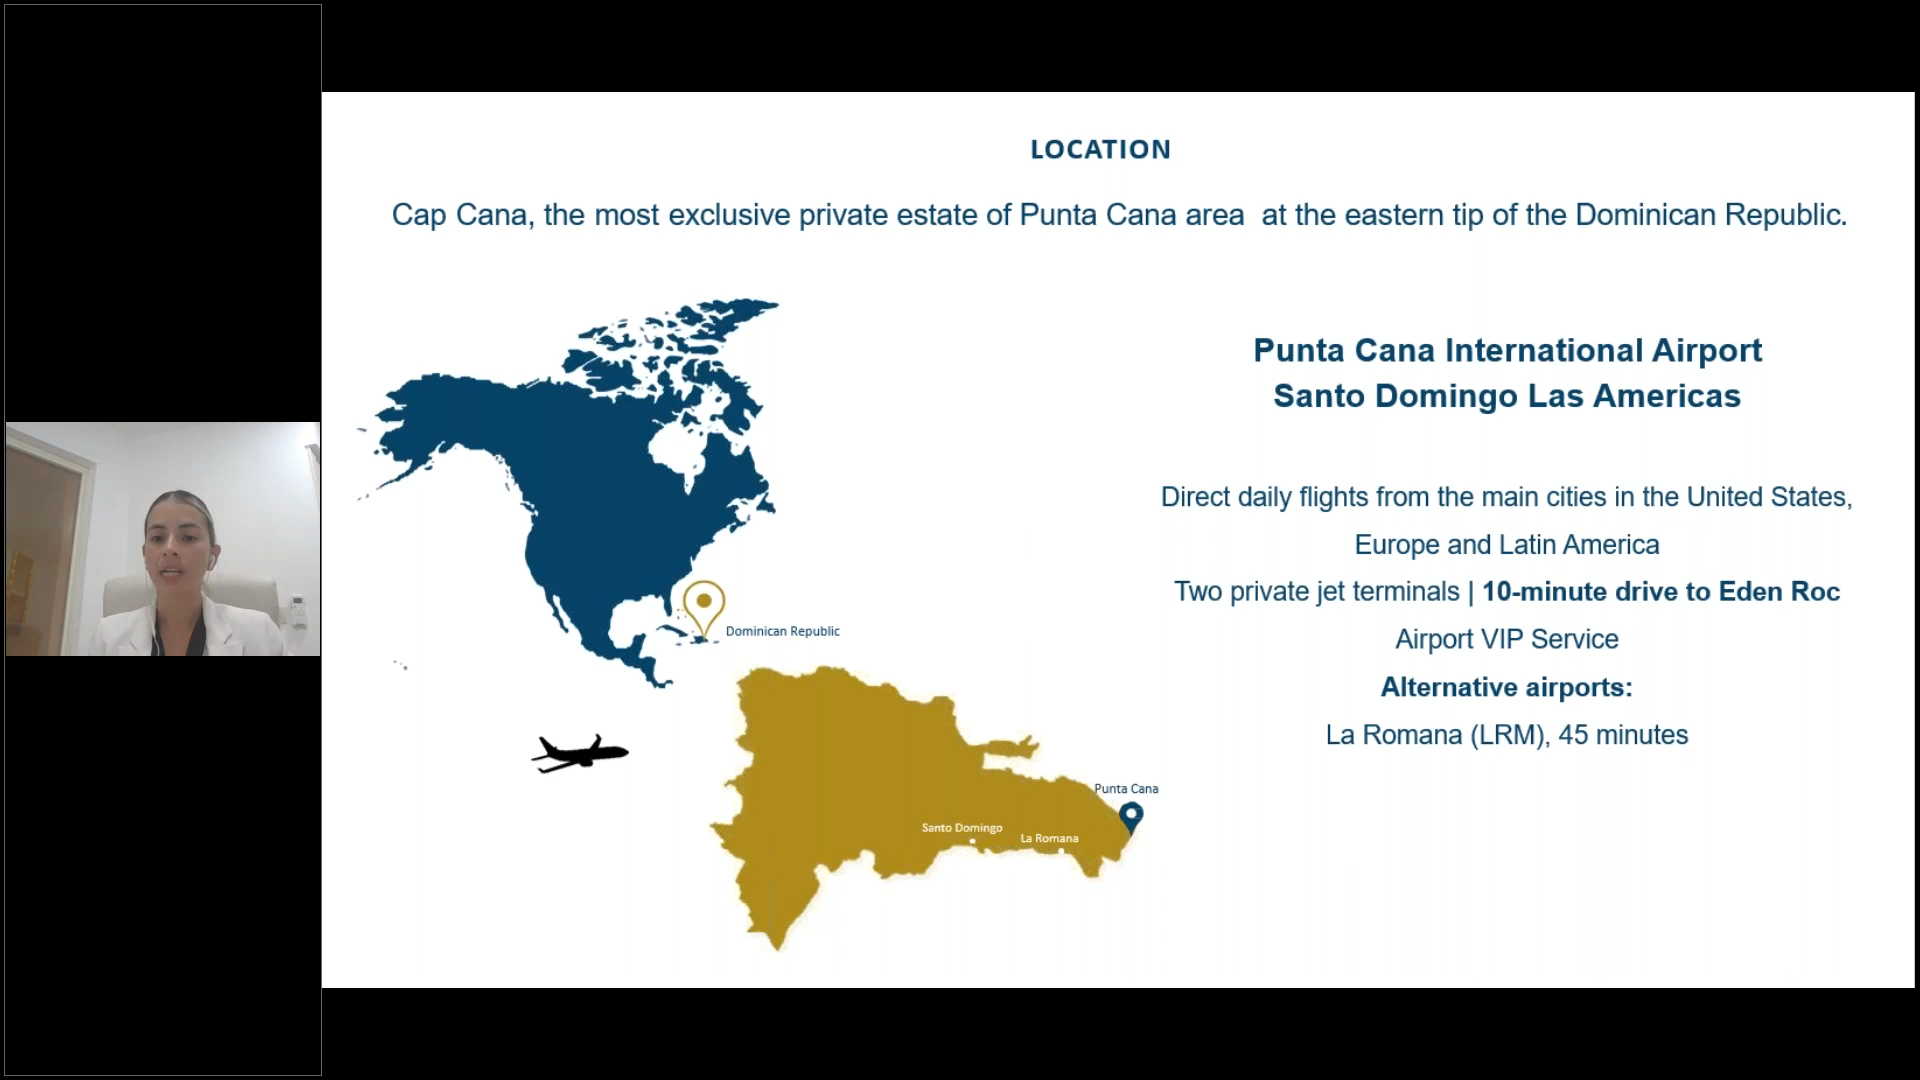 LOCATION
Cap Cana, the most exclusive private estate of Punta Cana area  at the eastern tip of the Dominican Republic.
Punta Cana International Airport
Santo Domingo Las Americas
Direct daily flights from the main cities in the United States,
Europe and Latin America
Two private jet terminals | 10-minute drive to Eden Roc
Airport VIP Service
Alternative airports:
La Romana (LRM), 45 minutes
Dominican Republic
Punta Cana
Santo Domingo
La Romana